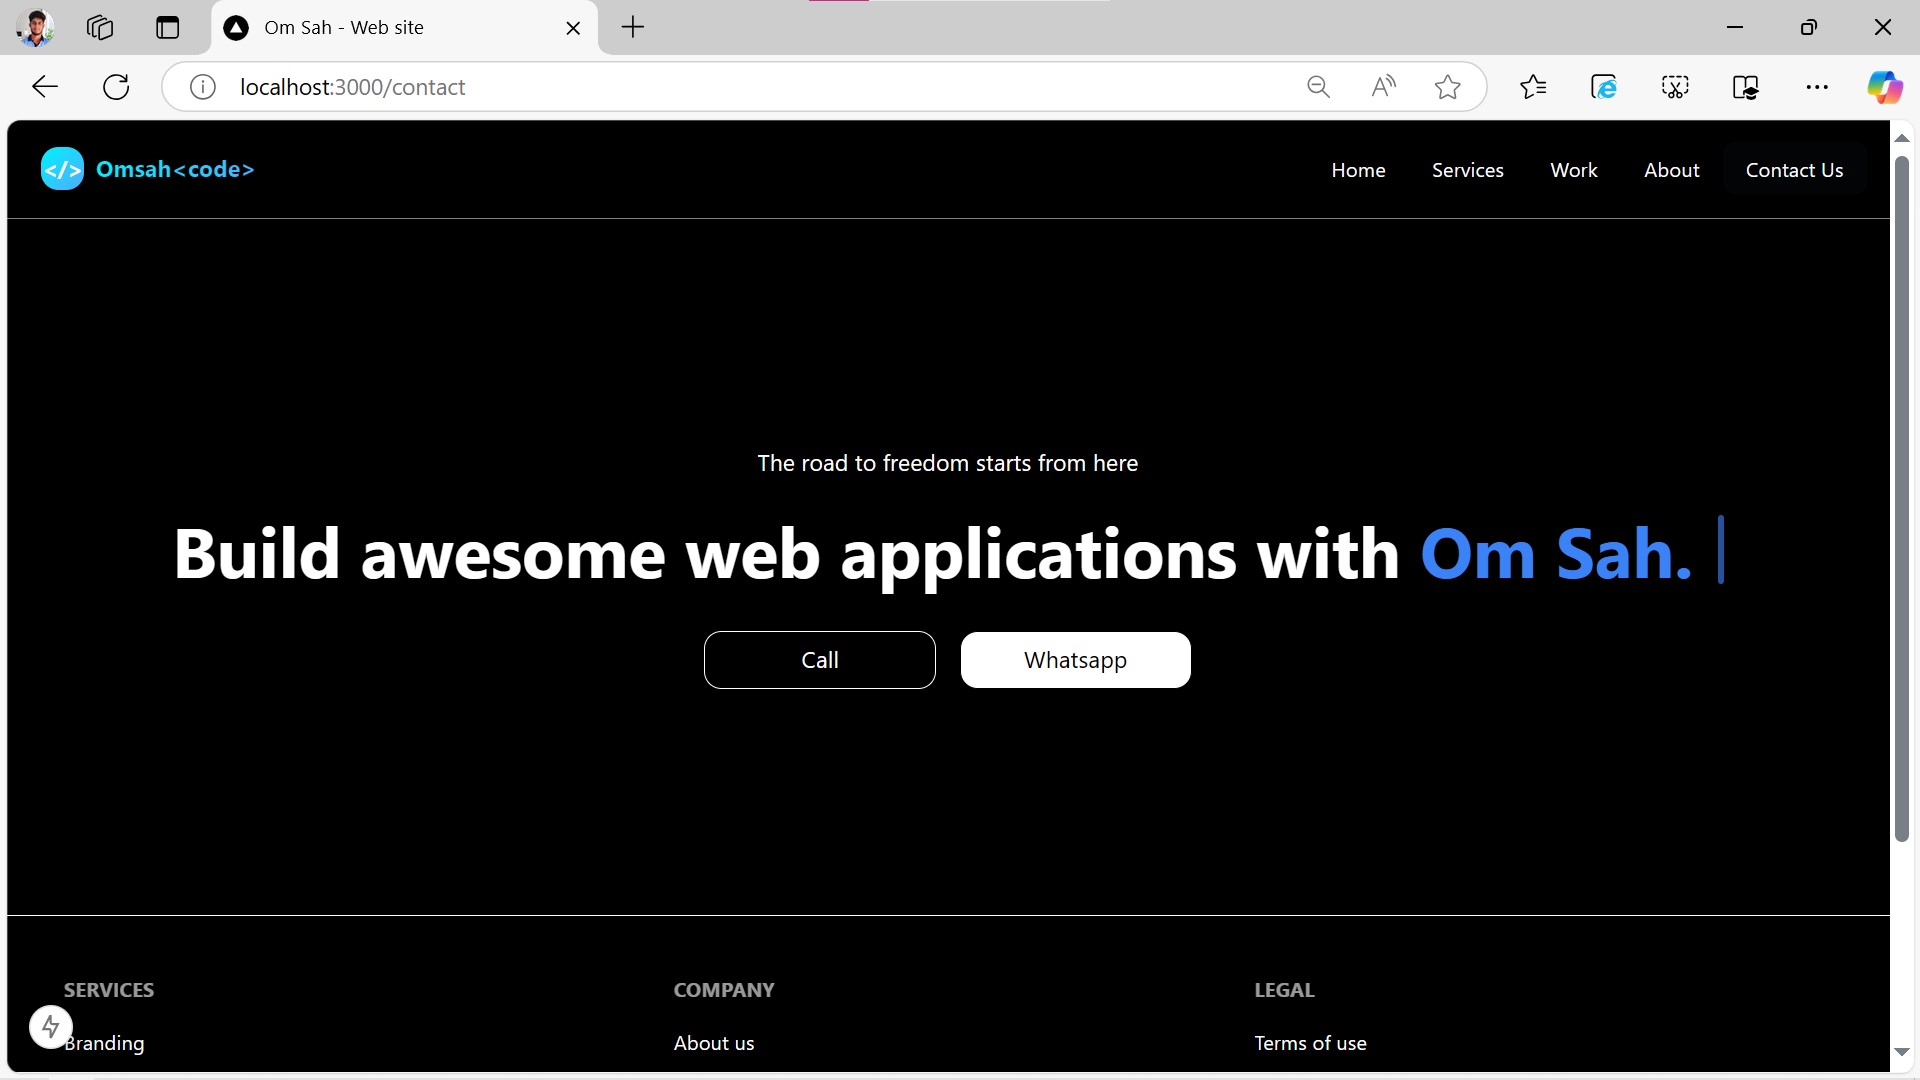 Om Sah - Web site
localhost:3000/contact
</> Omsah<code>
Home Services Work About Contact Us
The road to freedom starts from here
Build awesome web applications with Om Sah.
Call Whatsapp
SERVICES COMPANY LEGAL
Branding About us Terms of use